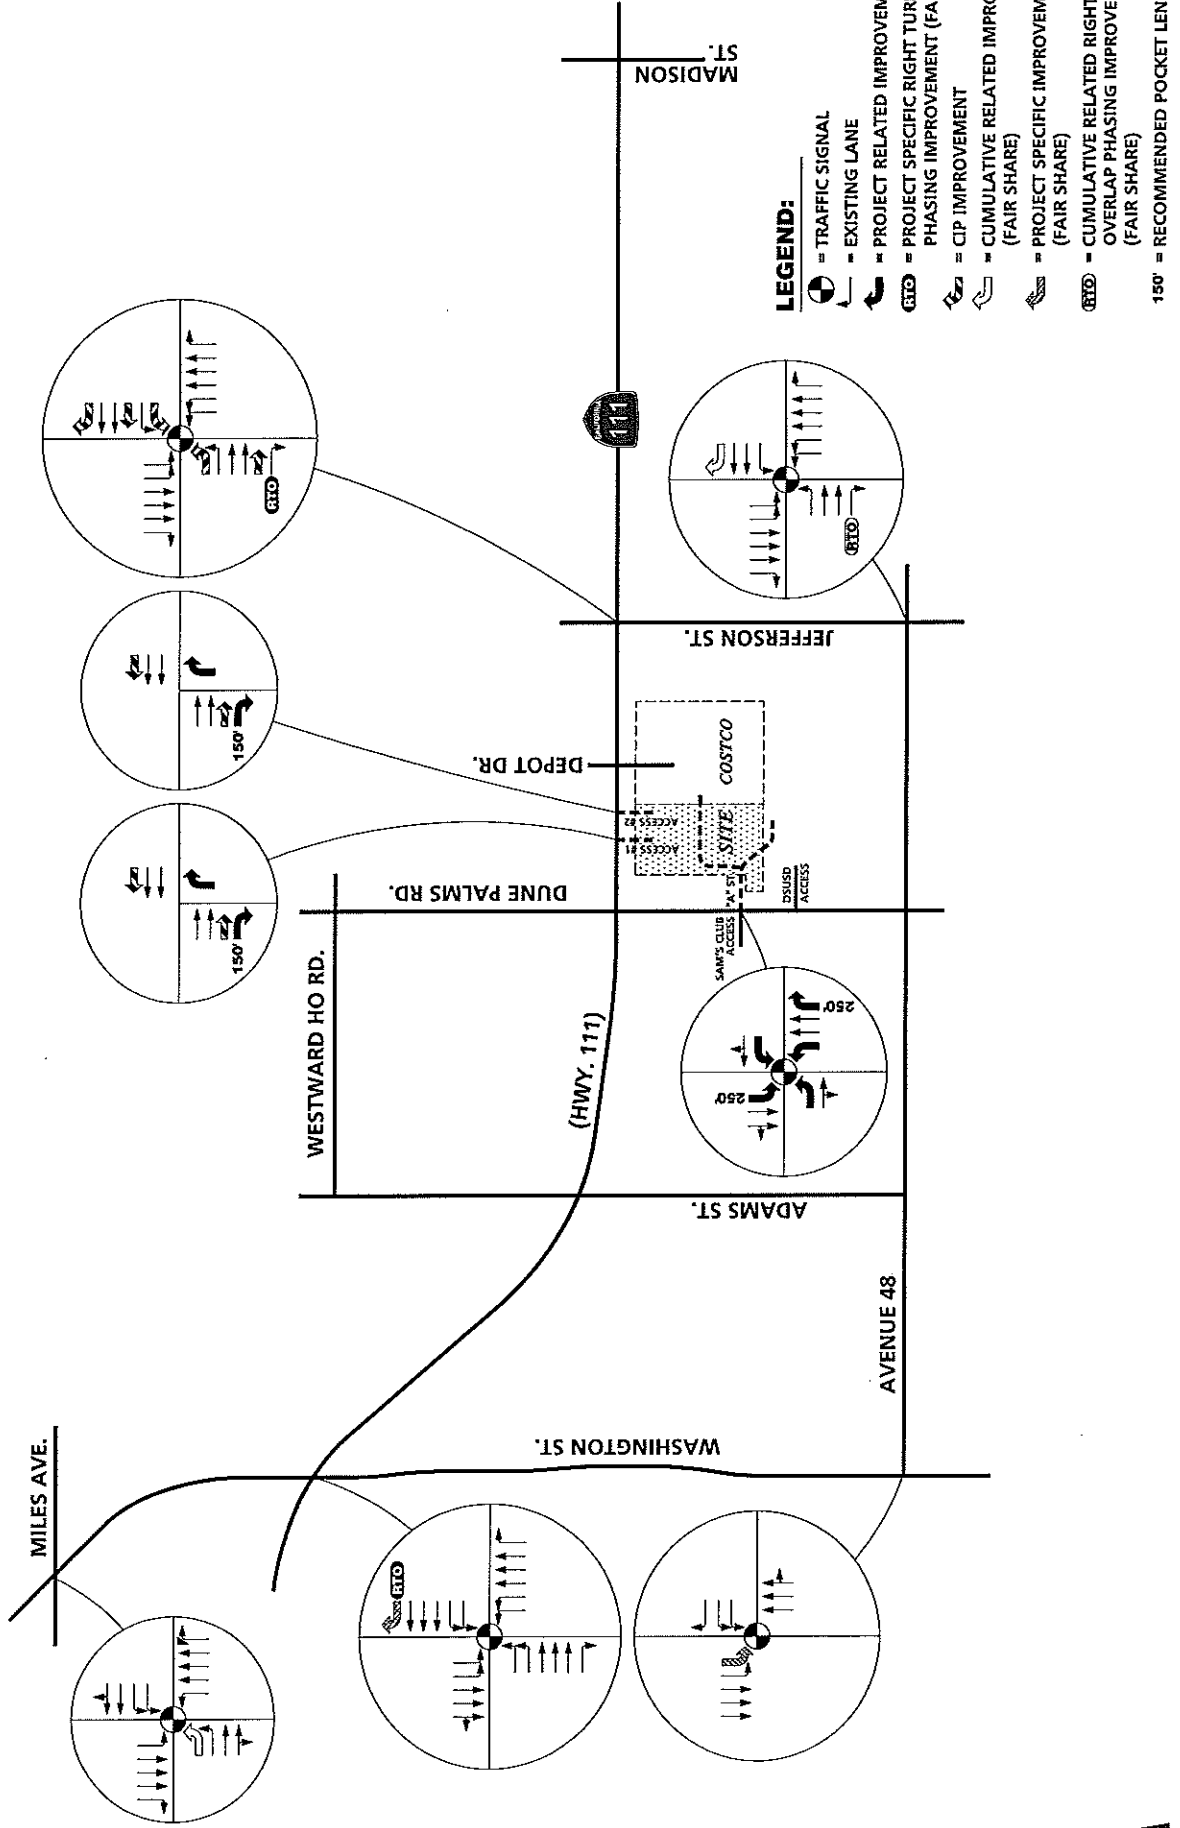 MADISON
ST.
LEGEND:
= TRAFFIC SIGNAL
= EXISTING LANE
= PROJECT RELATED IMPROVEM
RTO = PROJECT SPECIFIC RIGHT TUR
PHASING IMPROVEMENT (FA
= CIP IMPROVEMENT
= CUMULATIVE RELATED IMPRO
(FAIR SHARE)
= PROJECT SPECIFIC IMPROVEM
(FAIR SHARE)
RTO = CUMULATIVE RELATED RIGHT
OVERLAP PHASING IMPROVE
(FAIR SHARE)
150' = RECOMMENDED POCKET LEN
RTO
111
RTO
JEFFERSON ST.
150'
DEPOT DR.
COSTCO
SITE
ACCESS #2
ACCESS #1
150'
DUNE PALMS RD.
"A" ST.
SAM'S CLUB
ACCESS
DSUSD
ACCESS
WESTWARD HO RD.
(HWY. 111)
250'
250'
ADAMS ST.
AVENUE 48
WASHINGTON ST.
MILES AVE.
RTO